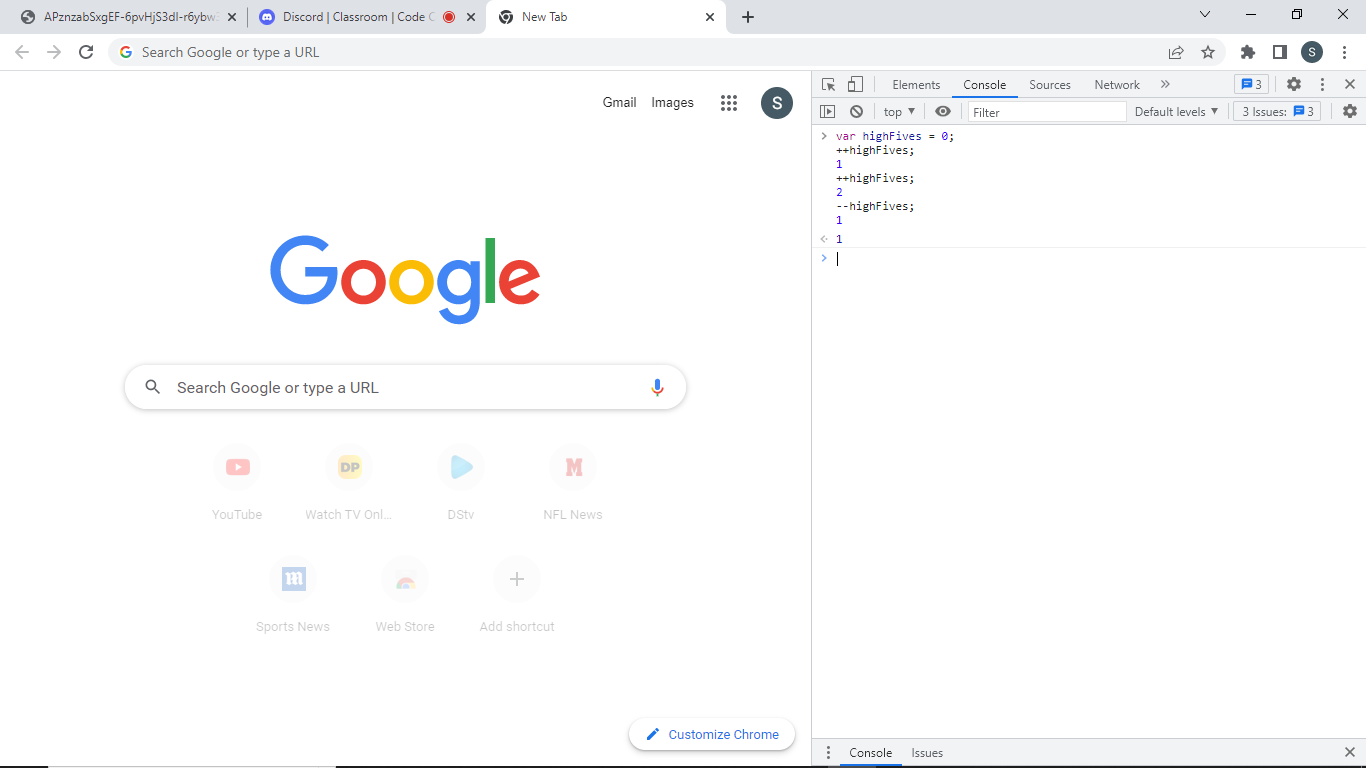 APznzabSxgEF-6pvHjS3dI-r6ybw
Discord | Classroom | Code C
New Tab
Search Google or type a URL
S
Gmail
Images
S
Google
Search Google or type a URL
YouTube
DP
Watch TV Onl...
DStv
M
NFL News
m
Sports News
Web Store
Add shortcut
Customize Chrome
Elements
Console
Sources
Network
3
top
Filter
Default levels
3 Issues:
3
var highFives = 0;
++highFives;
1
++highFives;
2
--highFives;
1
1
Console
Issues